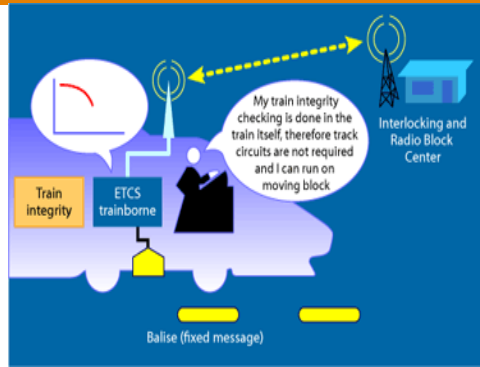 My train integrity
checking is done in the
train itself, therefore track
circuits are not required
and I can run on
moving block
Interlocking and
Radio Block
Center
Train
integrity
ETCS
trainborne
Balise (fixed message)